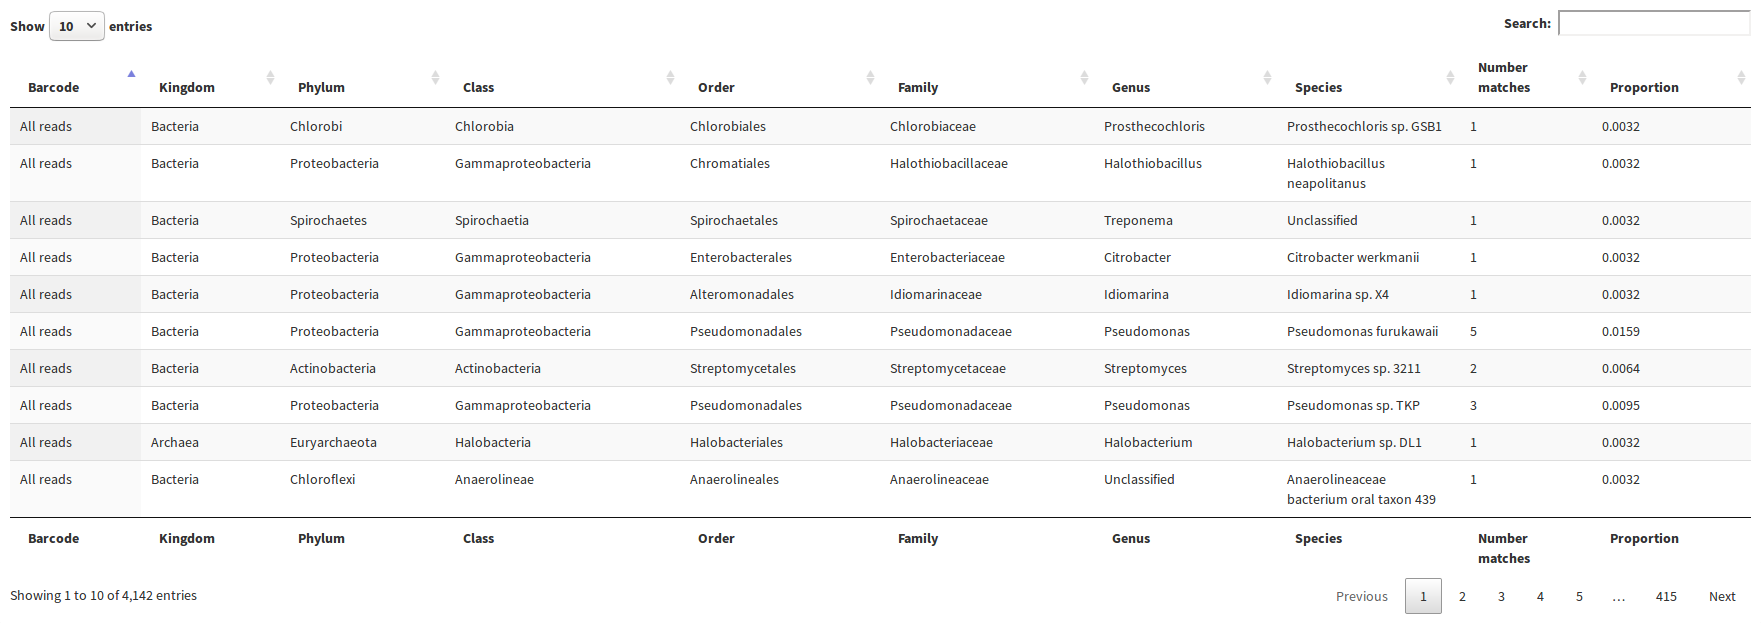 Show 10 entries Search:
Barcode Kingdom Phylum Class Order Family Genus Species Number matches Proportion
All reads Bacteria Chlorobi Chlorobia Chlorobiales Chlorobiaceae Prosthecochloris Prosthecochloris sp. GSB1 1 0.0032
All reads Bacteria Proteobacteria Gammaproteobacteria Chromatiales Halothiobacillaceae Halothiobacillus Halothiobacillus neapolitanus 1 0.0032
All reads Bacteria Spirochaetes Spirochaetia Spirochaetales Spirochaetaceae Treponema Unclassified 1 0.0032
All reads Bacteria Proteobacteria Gammaproteobacteria Enterobacterales Enterobacteriaceae Citrobacter Citrobacter werkmanii 1 0.0032
All reads Bacteria Proteobacteria Gammaproteobacteria Alteromonadales Idiomarinaceae Idiomarina Idiomarina sp. X4 1 0.0032
All reads Bacteria Proteobacteria Gammaproteobacteria Pseudomonadales Pseudomonadaceae Pseudomonas Pseudomonas furukawaii 5 0.0159
All reads Bacteria Actinobacteria Actinobacteria Streptomycetales Streptomycetaceae Streptomyces Streptomyces sp. 3211 2 0.0064
All reads Bacteria Proteobacteria Gammaproteobacteria Pseudomonadales Pseudomonadaceae Pseudomonas Pseudomonas sp. TKP 3 0.0095
All reads Archaea Euryarchaeota Halobacteria Halobacteriales Halobacteriaceae Halobacterium Halobacterium sp. DL1 1 0.0032
All reads Bacteria Chloroflexi Anaerolineae Anaerolineales Anaerolineaceae Unclassified Anaerolineaceae bacterium oral taxon 439 1 0.0032
Barcode Kingdom Phylum Class Order Family Genus Species Number matches Proportion
Showing 1 to 10 of 4,142 entries Previous 1 2 3 4 5 … 415 Next